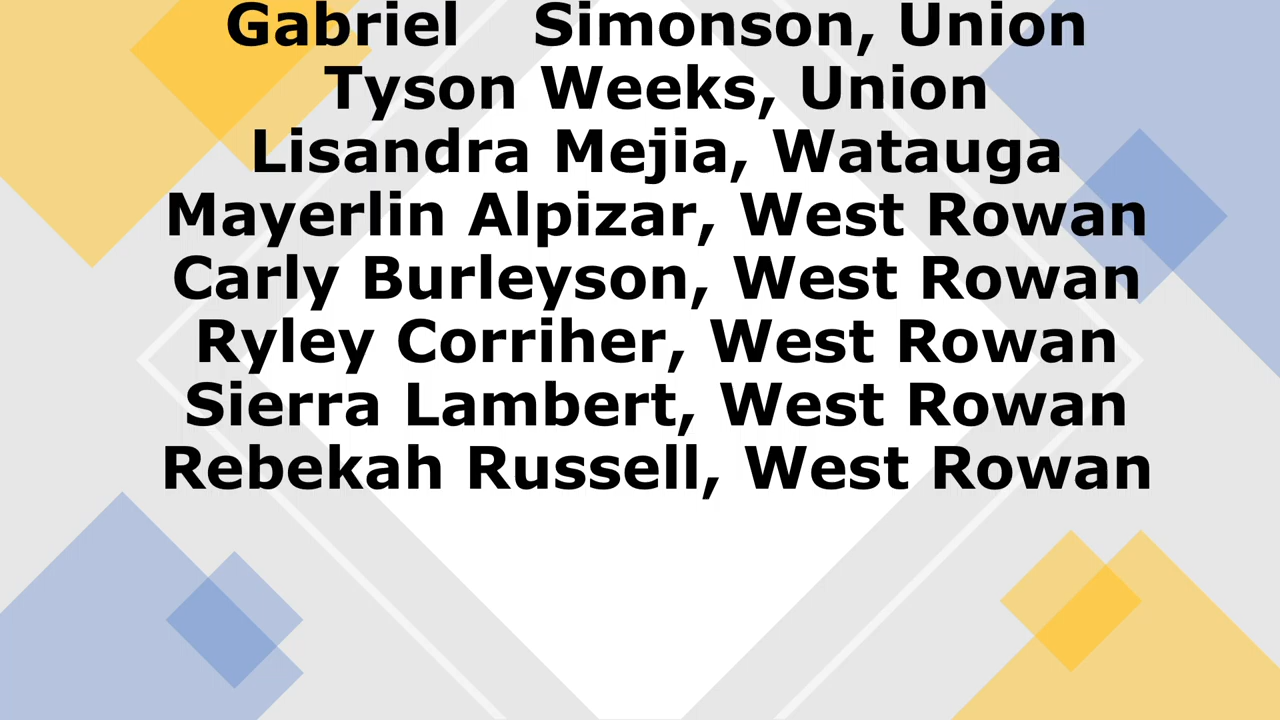 Gabriel    Simonson, Union
Tyson Weeks, Union
Lisandra Mejia, Watauga
Mayerlin Alpizar, West Rowan
Carly Burleyson, West Rowan
Ryley Corriher, West Rowan
Sierra Lambert, West Rowan
Rebekah Russell, West Rowan